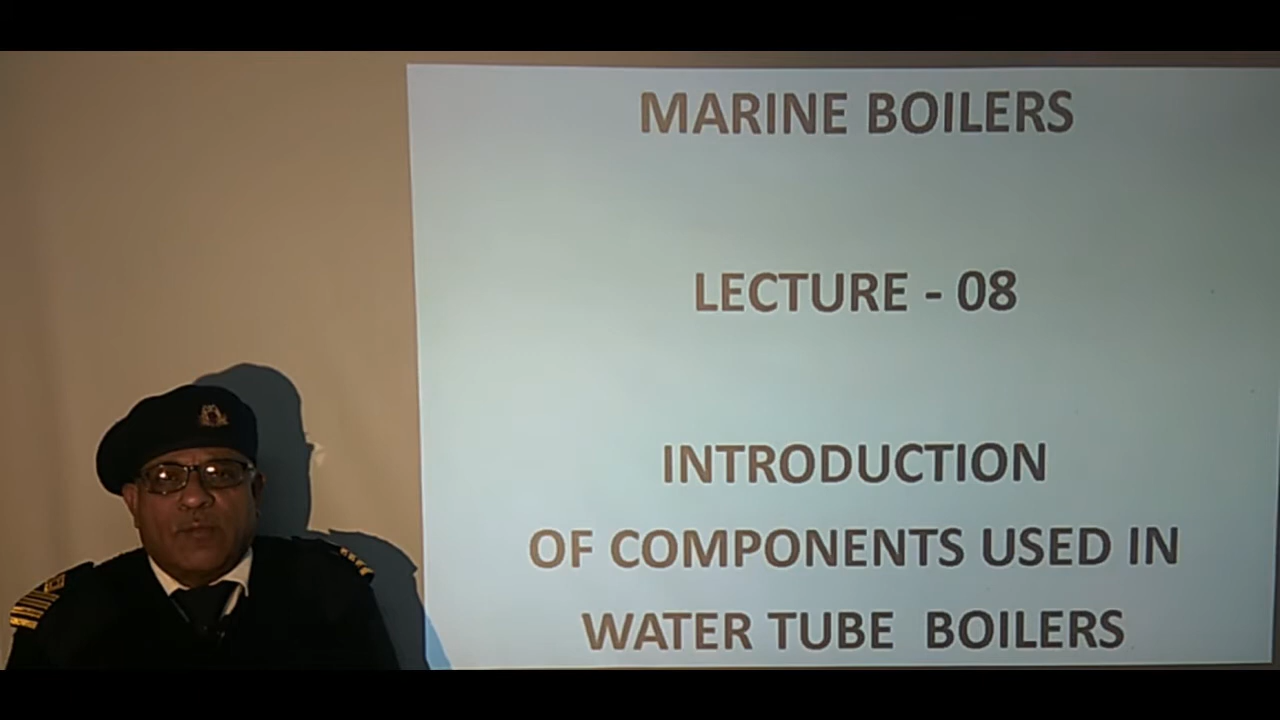 MARINE BOILERS
LECTURE - 08
INTRODUCTION
OF COMPONENTS USED IN
WATER TUBE BOILERS